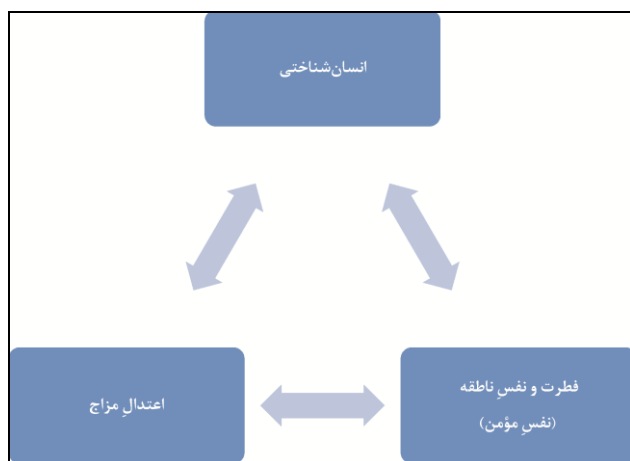 انسان‌شناختی
فطرت و نفسِ ناطقه
(نفسِ مؤمن)
اعتدالِ مزاج